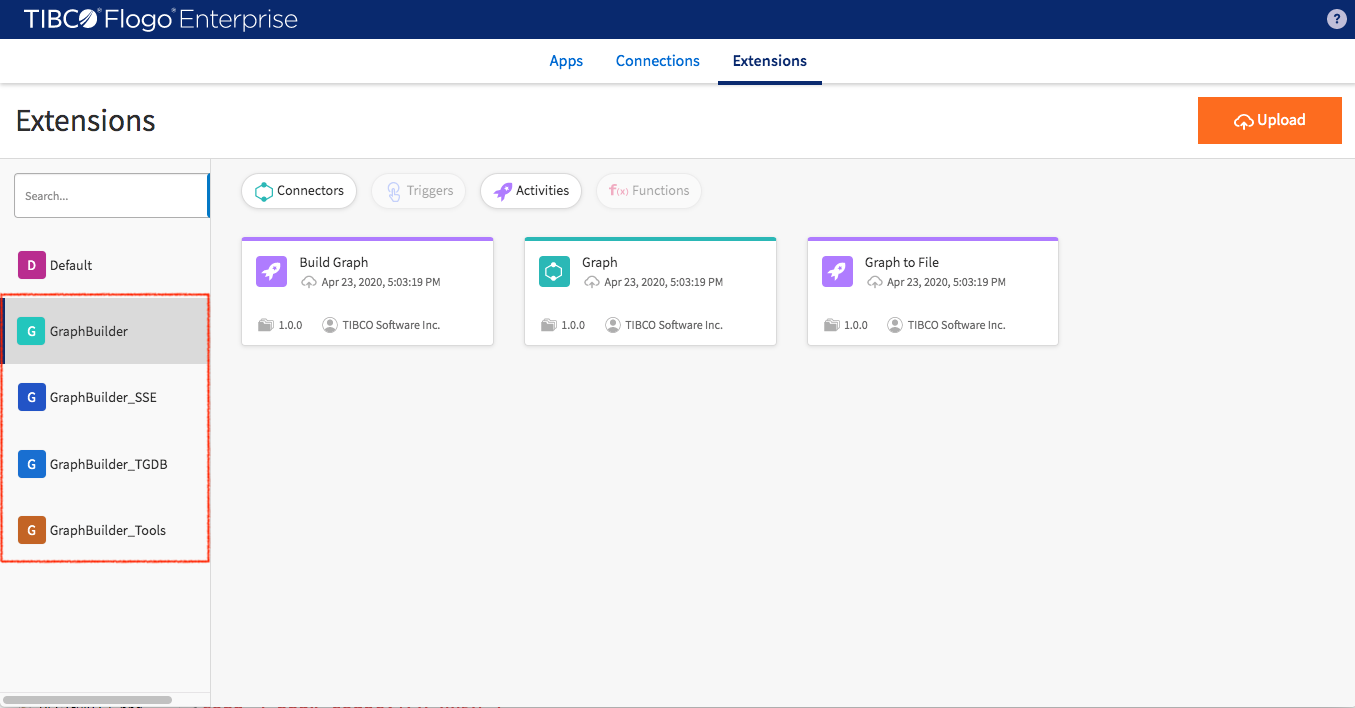 TIBCO® Flogo® Enterprise
?
Apps Connections Extensions
Extensions
Upload
Search...
Connectors Triggers Activities f(x) Functions
D Default
G GraphBuilder
G GraphBuilder_SSE
G GraphBuilder_TGDB
G GraphBuilder_Tools
Build Graph
Apr 23, 2020, 5:03:19 PM
1.0.0 TIBCO Software Inc.
Graph
Apr 23, 2020, 5:03:19 PM
1.0.0 TIBCO Software Inc.
Graph to File
Apr 23, 2020, 5:03:19 PM
1.0.0 TIBCO Software Inc.